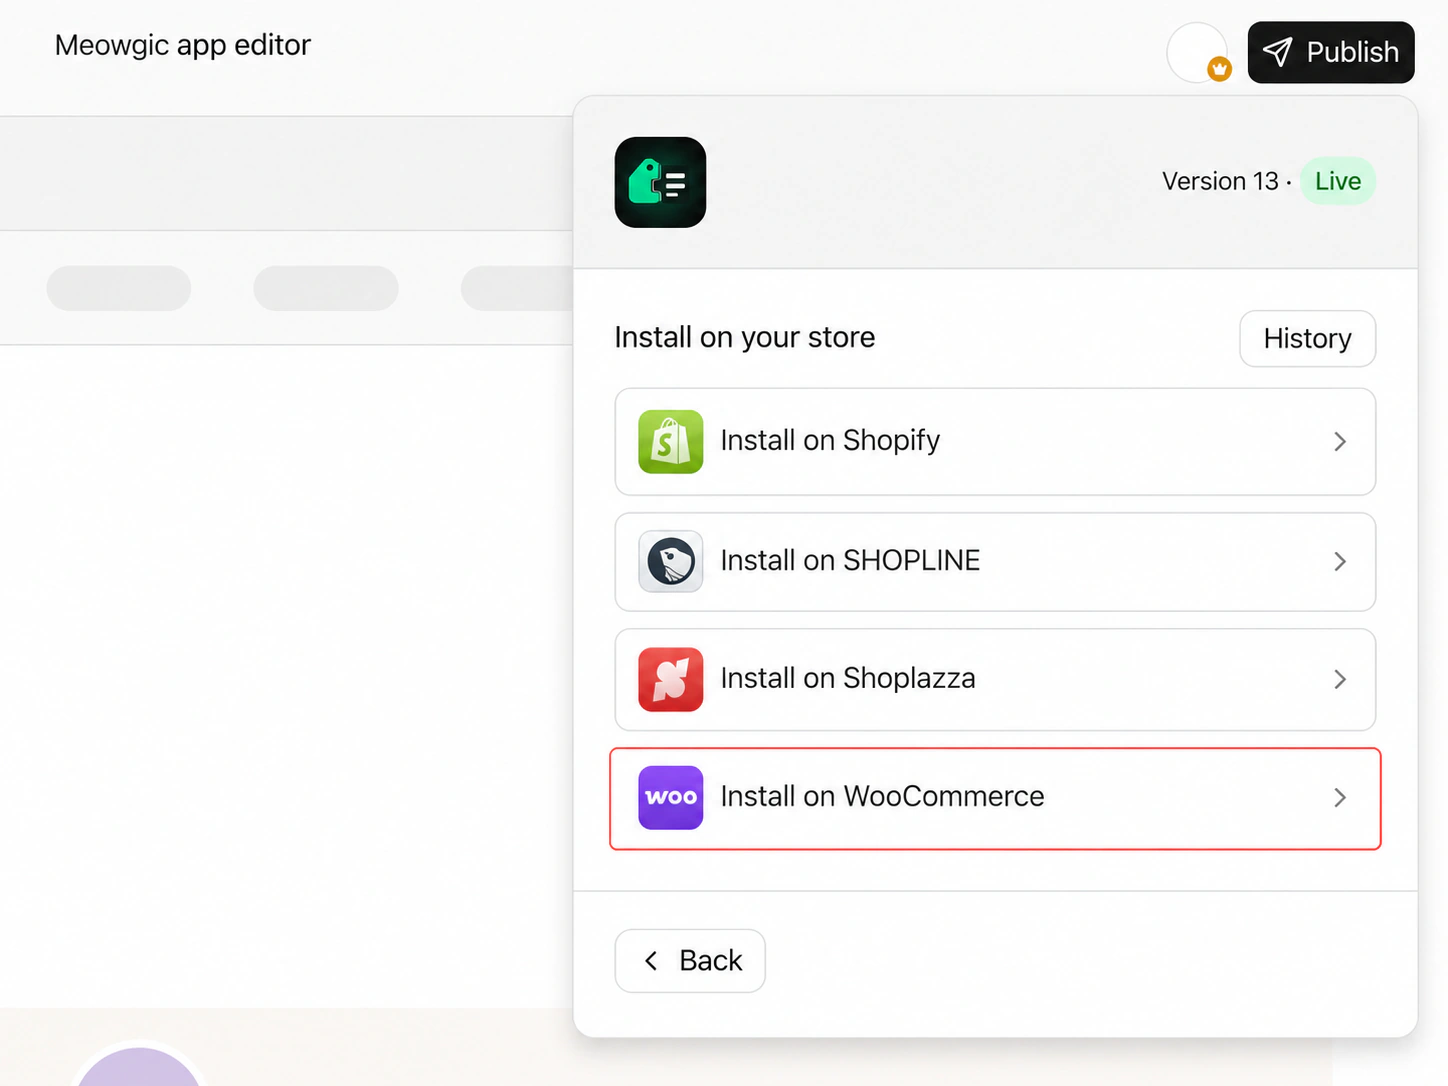 Meowgic app editor
Publish
Version 13 · Live
Install on your store
History
Install on Shopify
Install on SHOPLINE
Install on Shoplazza
woo
Install on WooCommerce
Back